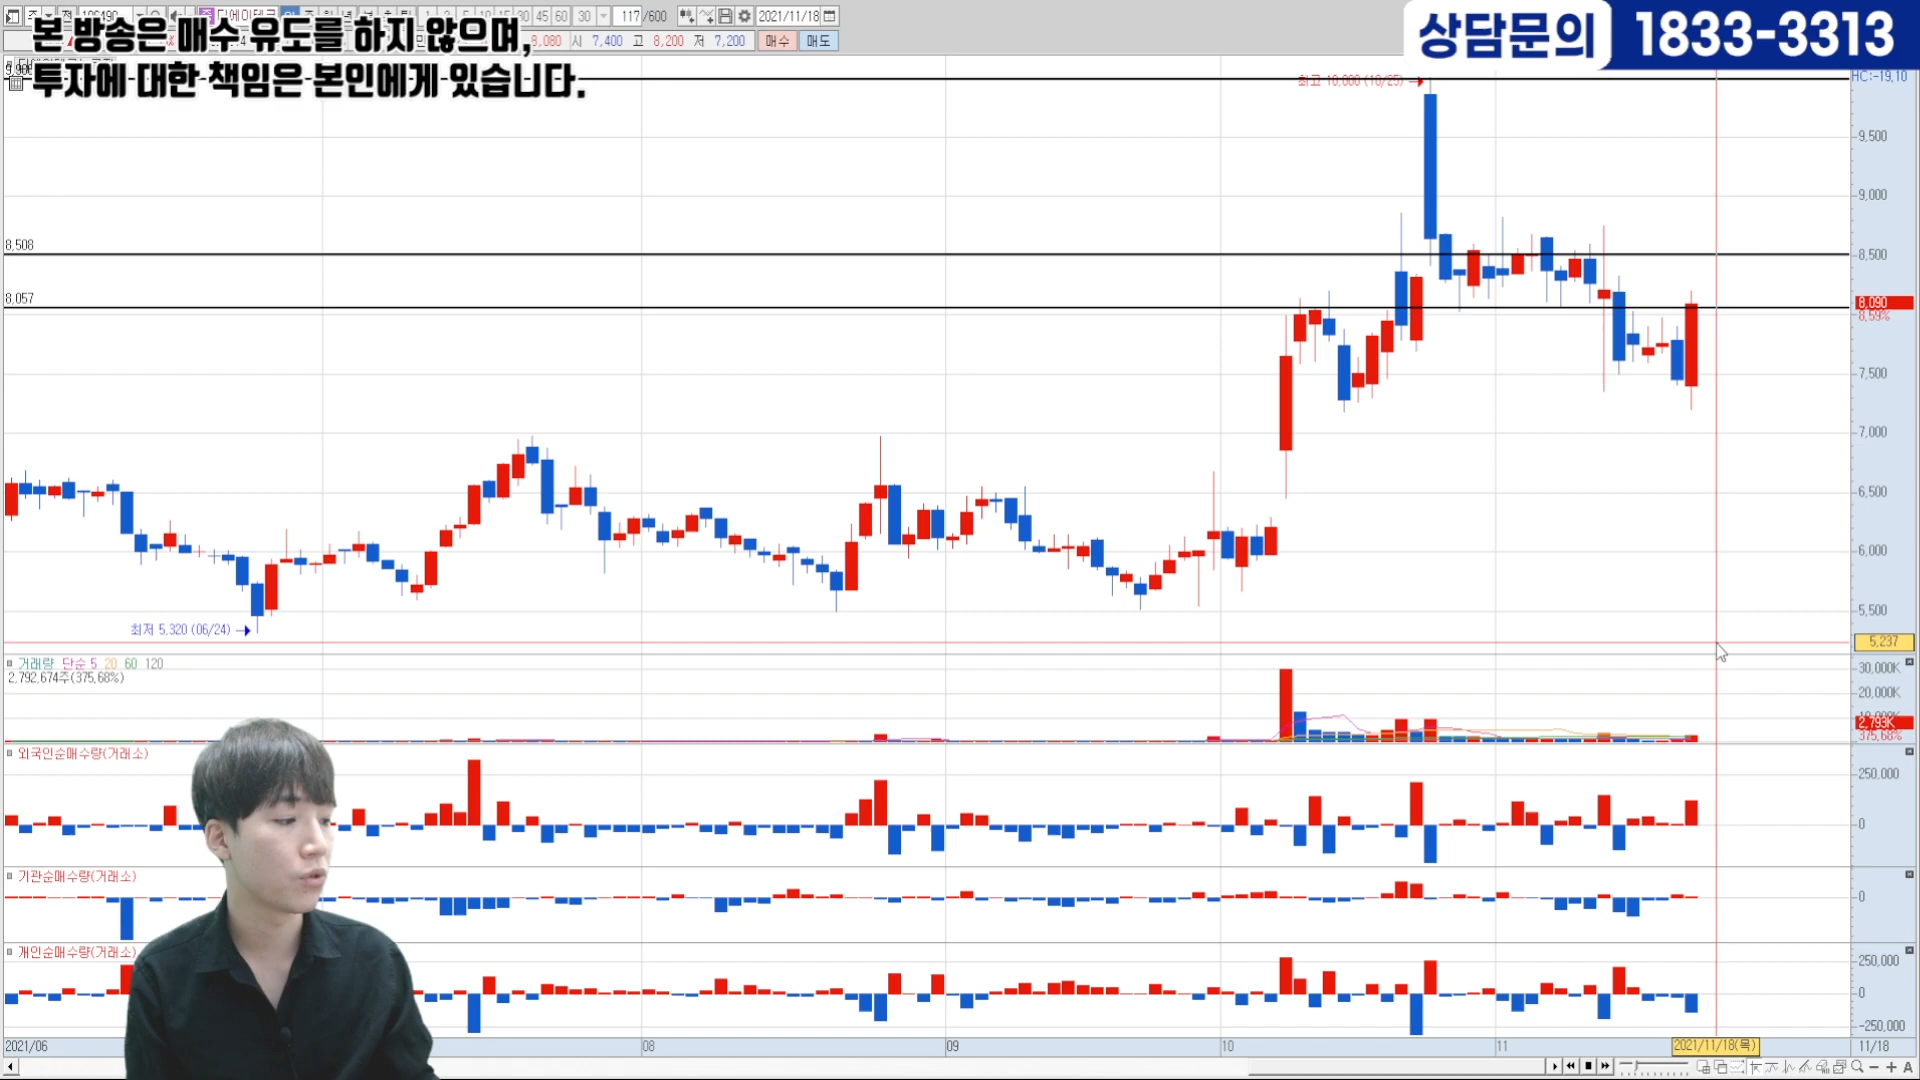 본 방송은 매수 유도를 하지 않으며,
투자에 대한 책임은 본인에게 있습니다.
상담문의 1833-3313
45 60 30 117 /600 2021/11/18
8,080 시 7,400 고 8,200 저 7,200 매수 매도
최고 10,000 (10/25)
HC:-19,10
9,500
9,000
8,508
8,500
8,057
8,090
8,59%
7,500
7,000
6,500
6,000
5,500
최저 5,320 (06/24)
5,237
거래량 단순 5 20 60 120
2,792,674주(375,68%)
30,000K
20,000K
2,793K
375,68%
외국인순매수량(거래소)
250,000
0
기관순매수량(거래소)
0
개인순매수량(거래소)
250,000
0
-250,000
2021/06 08 09 10 11 2021/11/18(목) 11/18